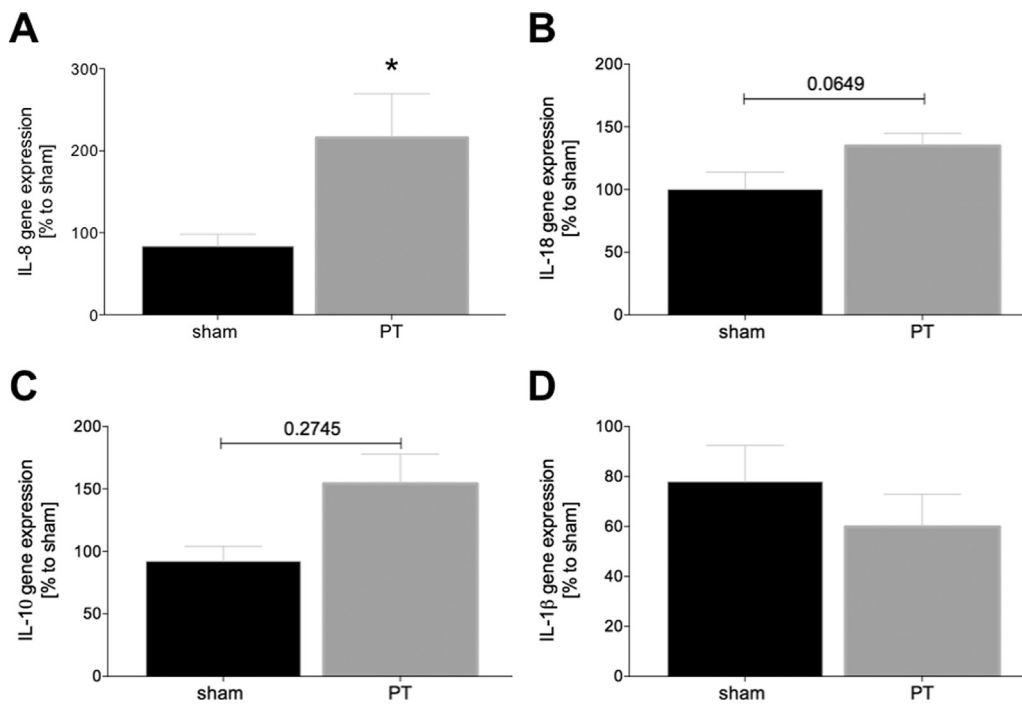 A
IL-8 gene expression
[% to sham]
300
200
100
0
*
sham
PT
B
IL-18 gene expression
[% to sham]
200
150
100
50
0
0.0649
sham
PT
C
IL-10 gene expression
[% to sham]
200
150
100
50
0
0.2745
sham
PT
D
IL-1β gene expression
[% to sham]
100
80
60
40
20
0
sham
PT